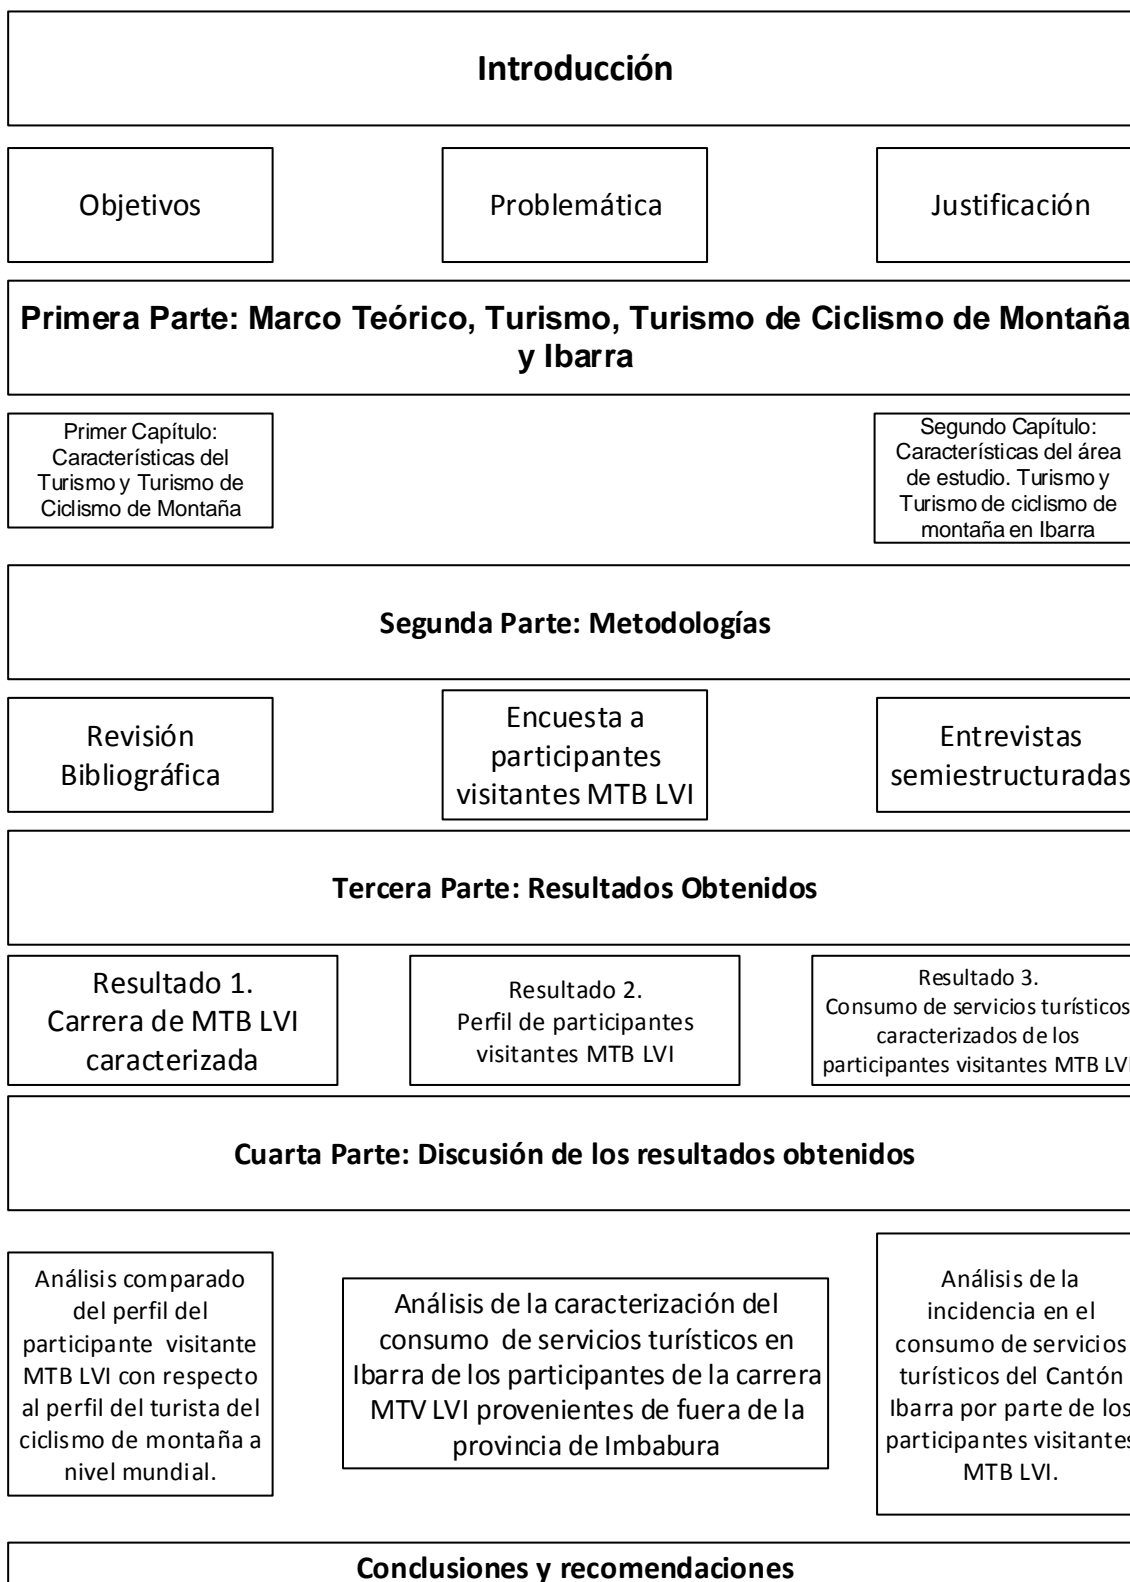 Introducción
Objetivos
Problemática
Justificación
Primera Parte: Marco Teórico, Turismo, Turismo de Ciclismo de Montaña
y Ibarra
Primer Capítulo:
Características del
Turismo y Turismo de
Ciclismo de Montaña
Segundo Capítulo:
Características del área
de estudio. Turismo y
Turismo de ciclismo de
montaña en Ibarra
Segunda Parte: Metodologías
Revisión
Bibliográfica
Encuesta a
participantes
visitantes MTB LVI
Entrevistas
semiestructuradas
Tercera Parte: Resultados Obtenidos
Resultado 1.
Carrera de MTB LVI
caracterizada
Resultado 2.
Perfil de participantes
visitantes MTB LVI
Resultado 3.
Consumo de servicios turísticos
caracterizados de los
participantes visitantes MTB LVI
Cuarta Parte: Discusión de los resultados obtenidos
Análisis comparado
del perfil del
participante visitante
MTB LVI con respecto
al perfil del turista del
ciclismo de montaña a
nivel mundial.
Análisis de la caracterización del
consumo de servicios turísticos en
Ibarra de los participantes de la carrera
MTV LVI provenientes de fuera de la
provincia de Imbabura
Análisis de la
incidencia en el
consumo de servicios
turísticos del Cantón
Ibarra por parte de los
participantes visitantes
MTB LVI.
Conclusiones y recomendaciones